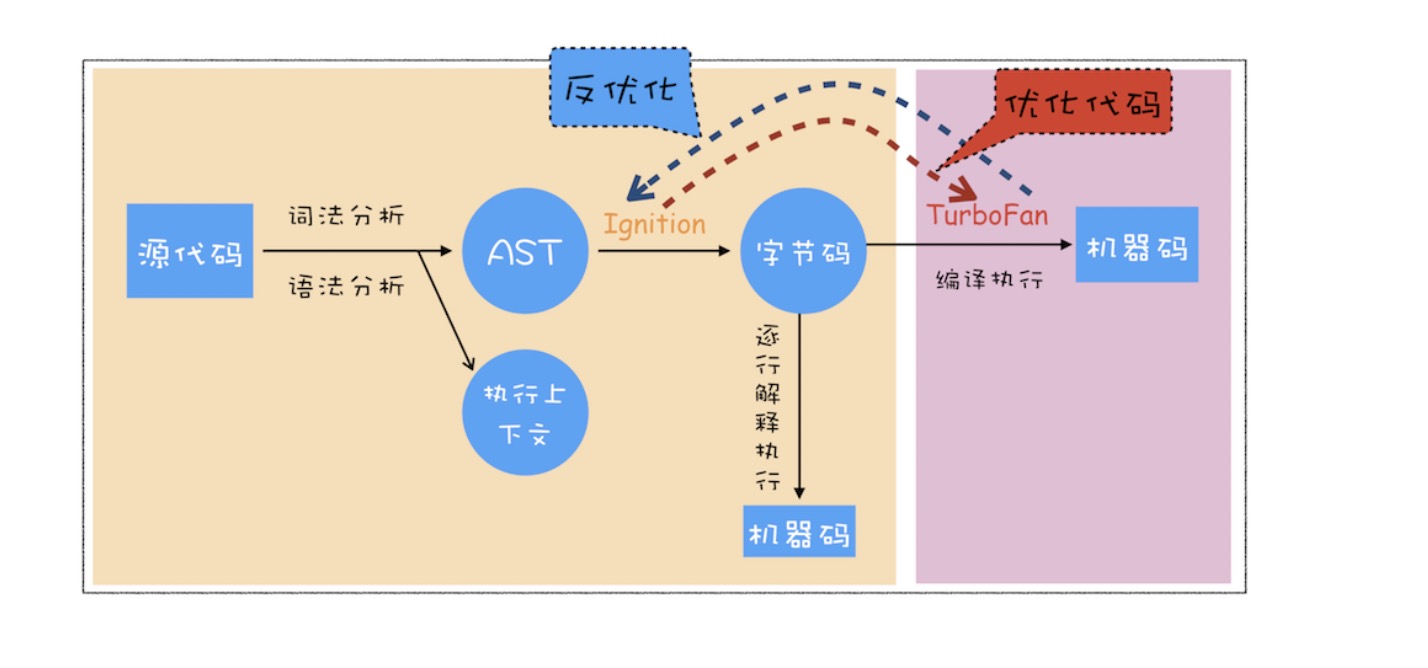 反优化
优化代码
词法分析
源代码
语法分析
AST
Ignition
字节码
TurboFan
编译执行
机器码
执行上
下文
逐
行
解
释
执
行
机器码